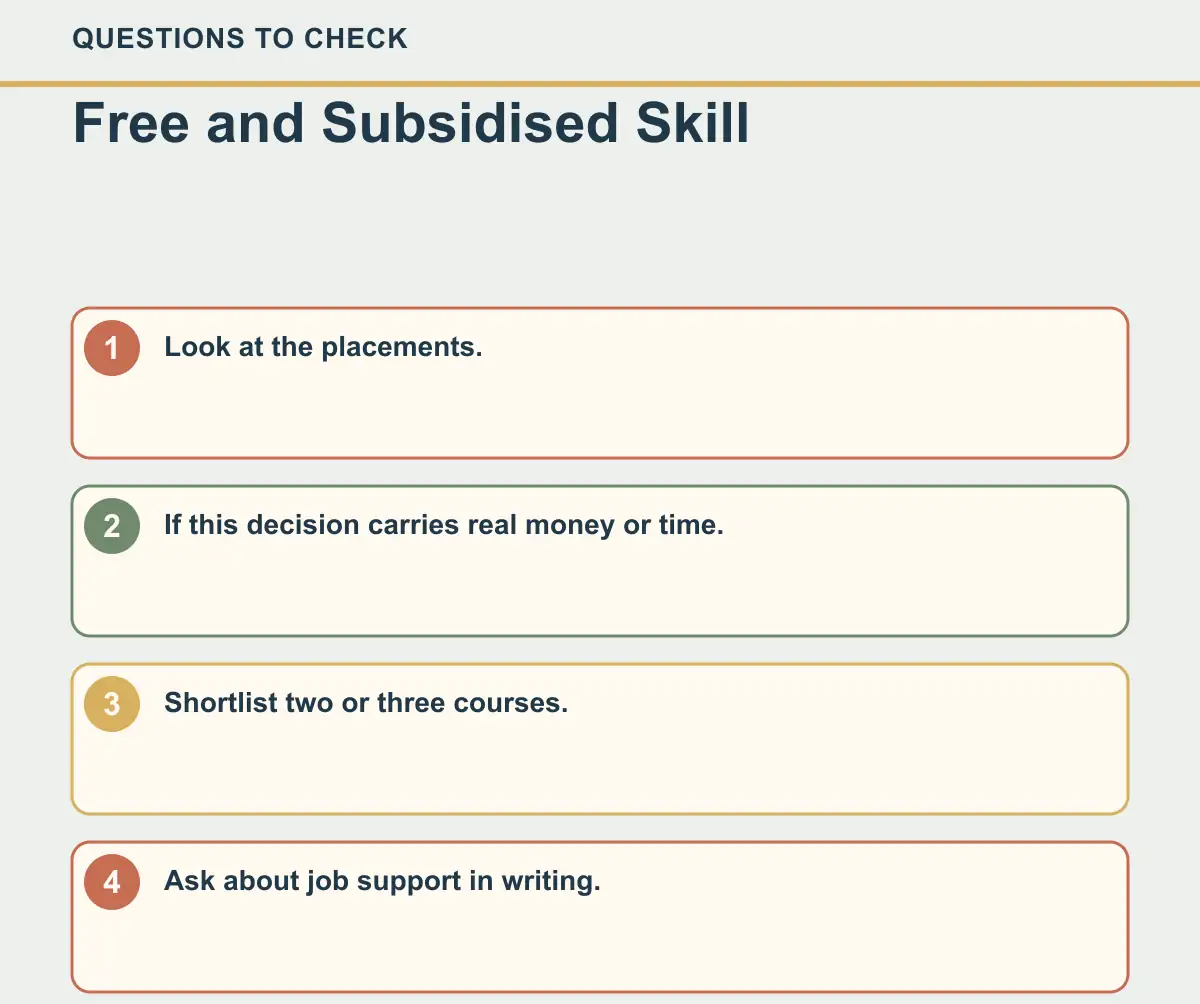 QUESTIONS TO CHECK
Free and Subsidised Skill
1 Look at the placements.
2 If this decision carries real money or time.
3 Shortlist two or three courses.
4 Ask about job support in writing.